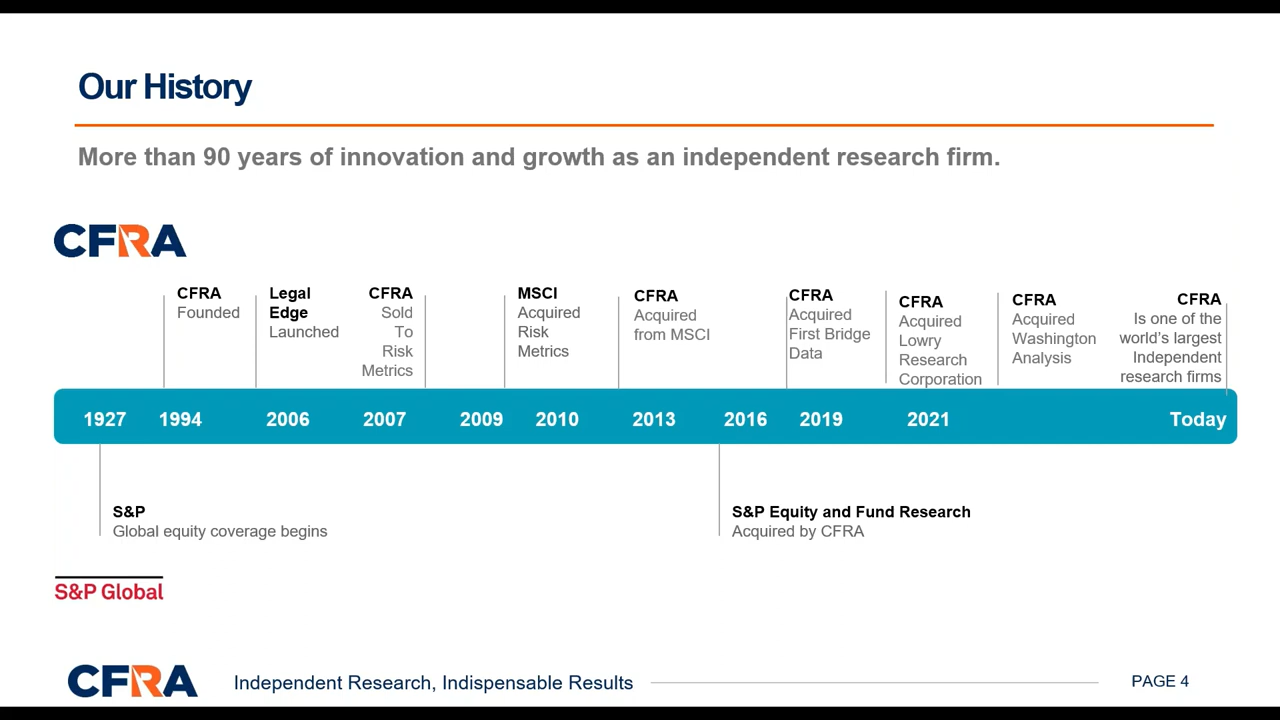 Our History
More than 90 years of innovation and growth as an independent research firm.
CFRA
CFRA
Founded
Legal
Edge
Launched
CFRA
Sold
To
Risk
Metrics
MSCI
Acquired
Risk
Metrics
CFRA
Acquired
from MSCI
CFRA
Acquired
First Bridge
Data
CFRA
Acquired
Lowry
Research
Corporation
CFRA
Acquired
Washington
Analysis
CFRA
Is one of the
world's largest
Independent
research firms
1927 1994 2006 2007 2009 2010 2013 2016 2019 2021 Today
S&P
Global equity coverage begins
S&P Equity and Fund Research
Acquired by CFRA
S&P Global
CFRA Independent Research, Indispensable Results PAGE 4